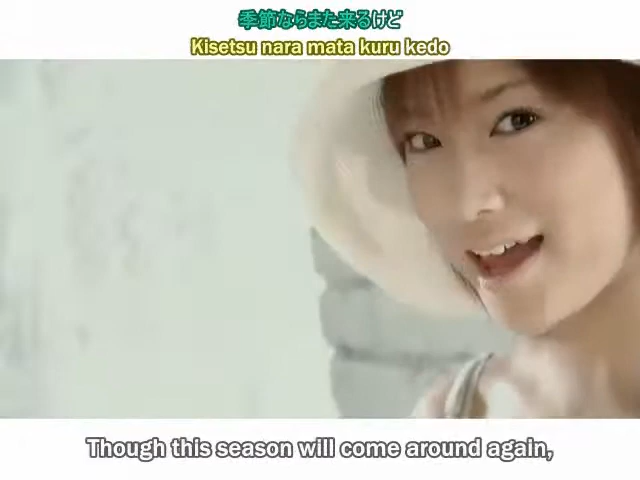 季節ならまた来るけど
Kisetsu nara mata kuru kedo
Though this season will come around again,